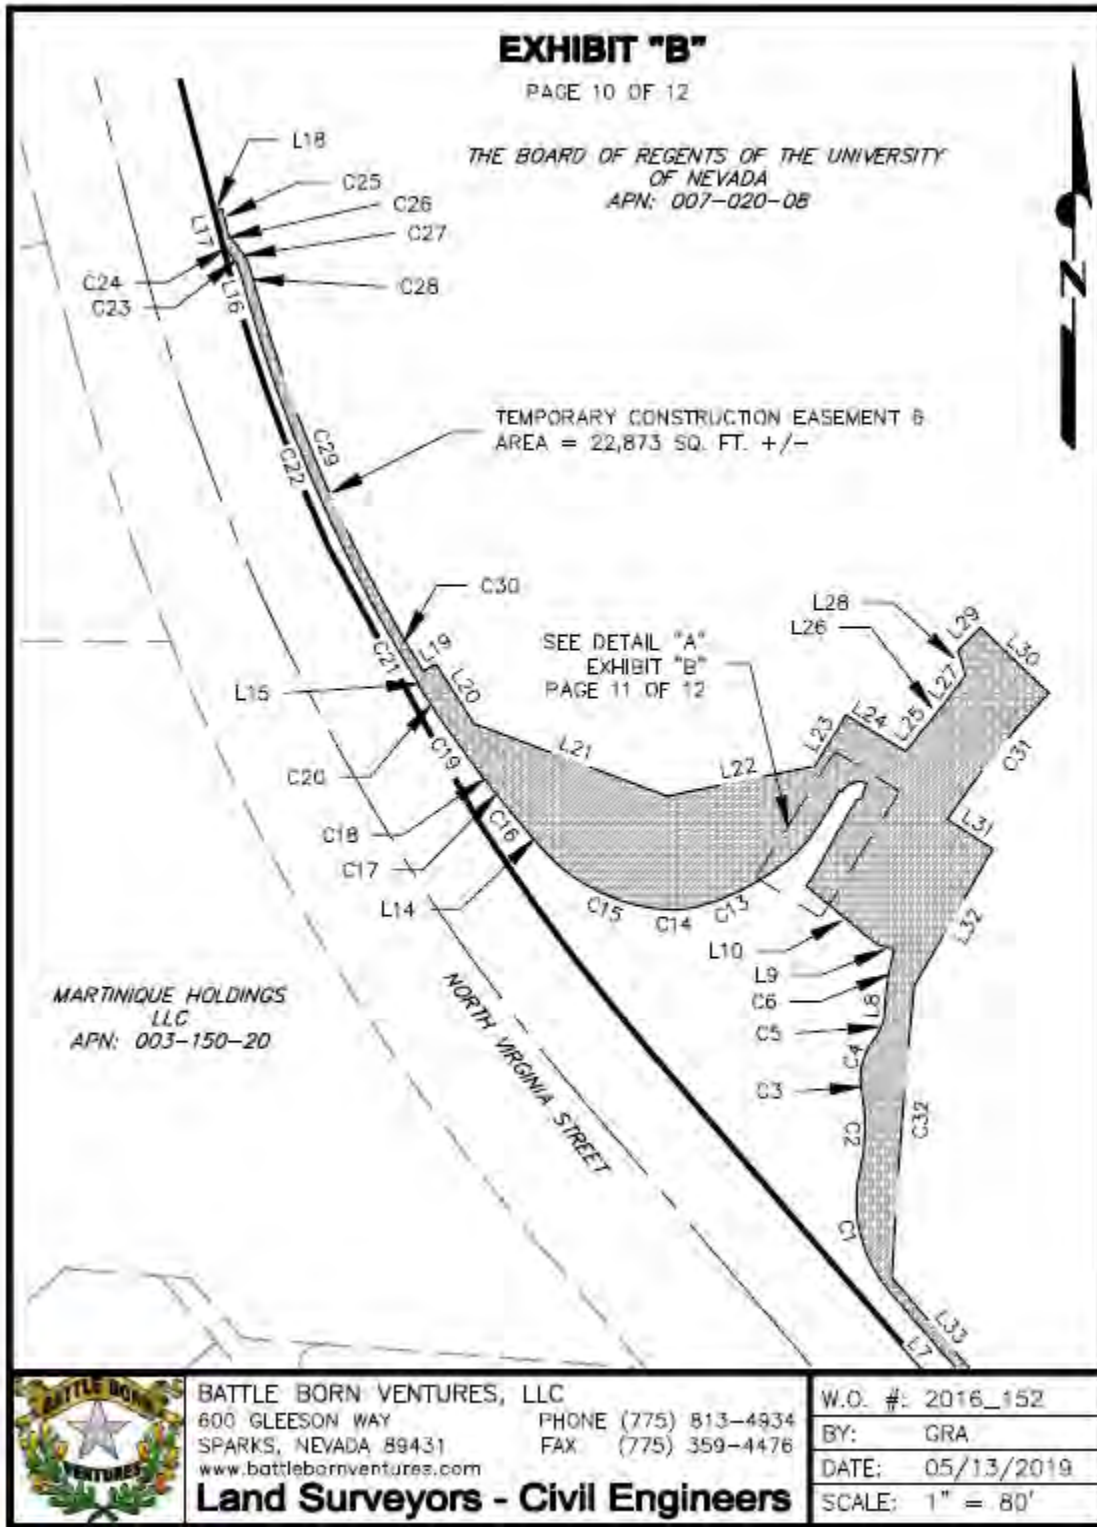 EXHIBIT "B"
PAGE 10 OF 12
THE BOARD OF REGENTS OF THE UNIVERSITY
OF NEVADA
APN: 007-020-08
L18
C25
C26
C27
L17
C24
C28
C23
L16
N
TEMPORARY CONSTRUCTION EASEMENT 6
AREA = 22,873 SQ. FT. +/-
C29
C22
C30
L28
L29
L26
L30
SEE DETAIL "A"
EXHIBIT "B"
PAGE 11 OF 12
L19
C21
L27
L15
L20
L23
L24
L25
C31
L21
L22
C19
C20
C18
C16
L31
C17
C15
C14
C13
L14
L32
L10
L9
C6
MARTINIQUE HOLDINGS
LLC
APN: 003-150-20
NORTH VIRGINIA STREET
L8
C5
C4
C3
C2
C32
C1
L33
L7
BATTLE BORN
VENTURES
BATTLE BORN VENTURES, LLC
600 GLEESON WAY PHONE (775) 813-4934
SPARKS, NEVADA 89431 FAX (775) 359-4476
www.battlebornventures.com
Land Surveyors - Civil Engineers
W.O. #: 2016_152
BY: GRA
DATE: 05/13/2019
SCALE: 1" = 80'